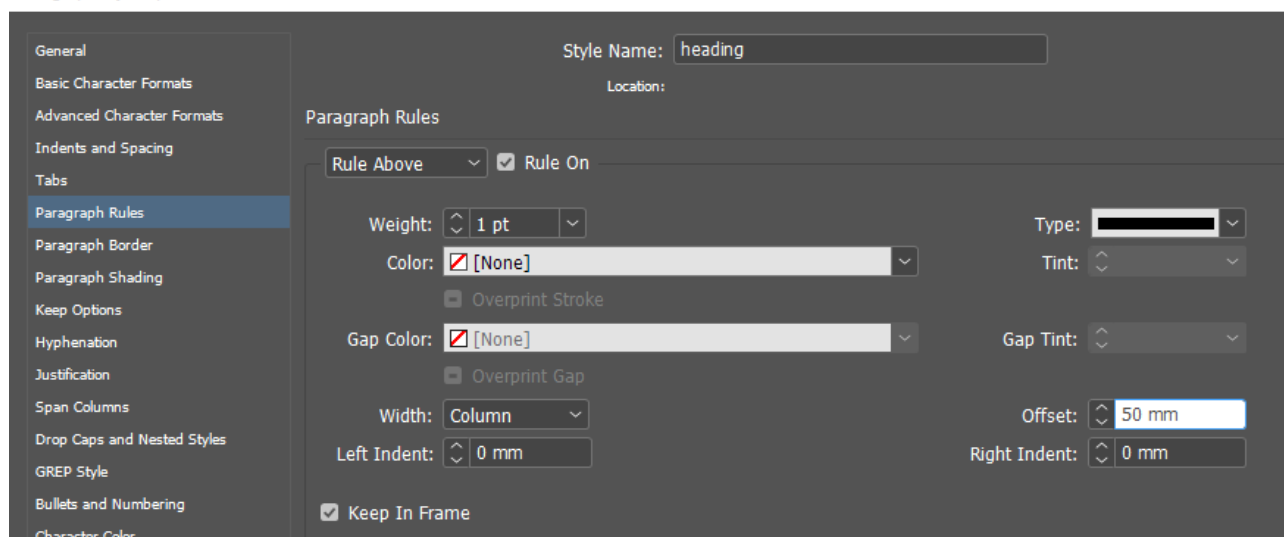 General
Basic Character Formats
Advanced Character Formats
Indents and Spacing
Tabs
Paragraph Rules
Paragraph Border
Paragraph Shading
Keep Options
Hyphenation
Justification
Span Columns
Drop Caps and Nested Styles
GREP Style
Bullets and Numbering
Character Color
Style Name: heading
Location:
Paragraph Rules
Rule Above Rule On
Weight: 1 pt Type:
Color: [None] Tint:
Overprint Stroke
Gap Color: [None] Gap Tint:
Overprint Gap
Width: Column Offset: 50 mm
Left Indent: 0 mm Right Indent: 0 mm
Keep In Frame